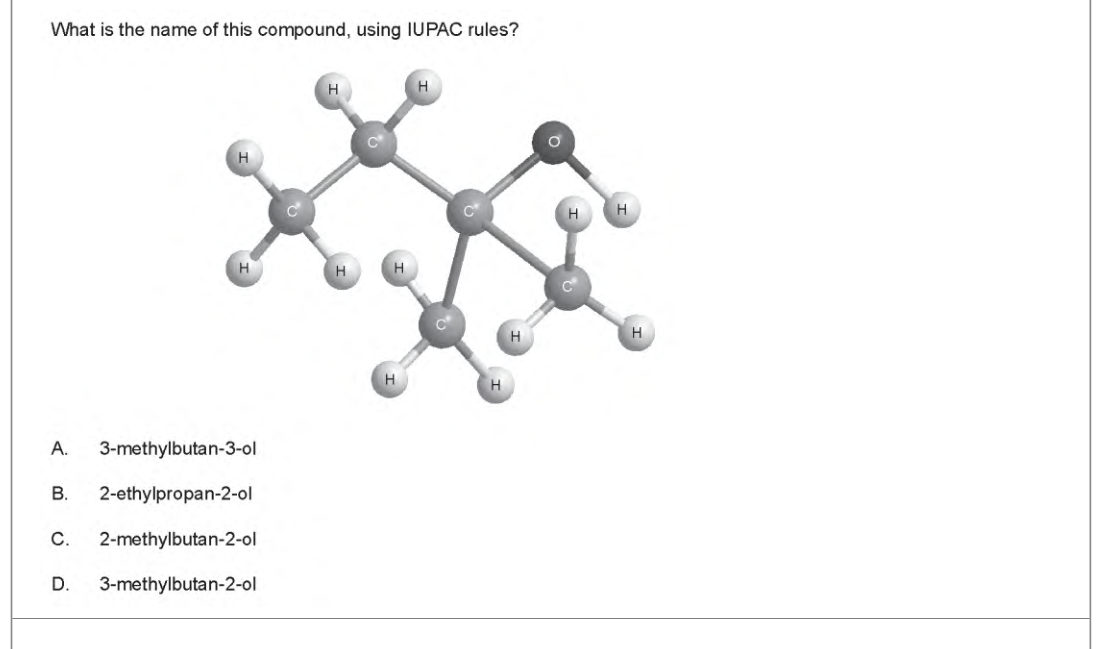 What is the name of this compound, using IUPAC rules?
H H
C O
H
C C H H
H H H
C
C H H
H H
A. 3-methylbutan-3-ol
B. 2-ethylpropan-2-ol
C. 2-methylbutan-2-ol
D. 3-methylbutan-2-ol